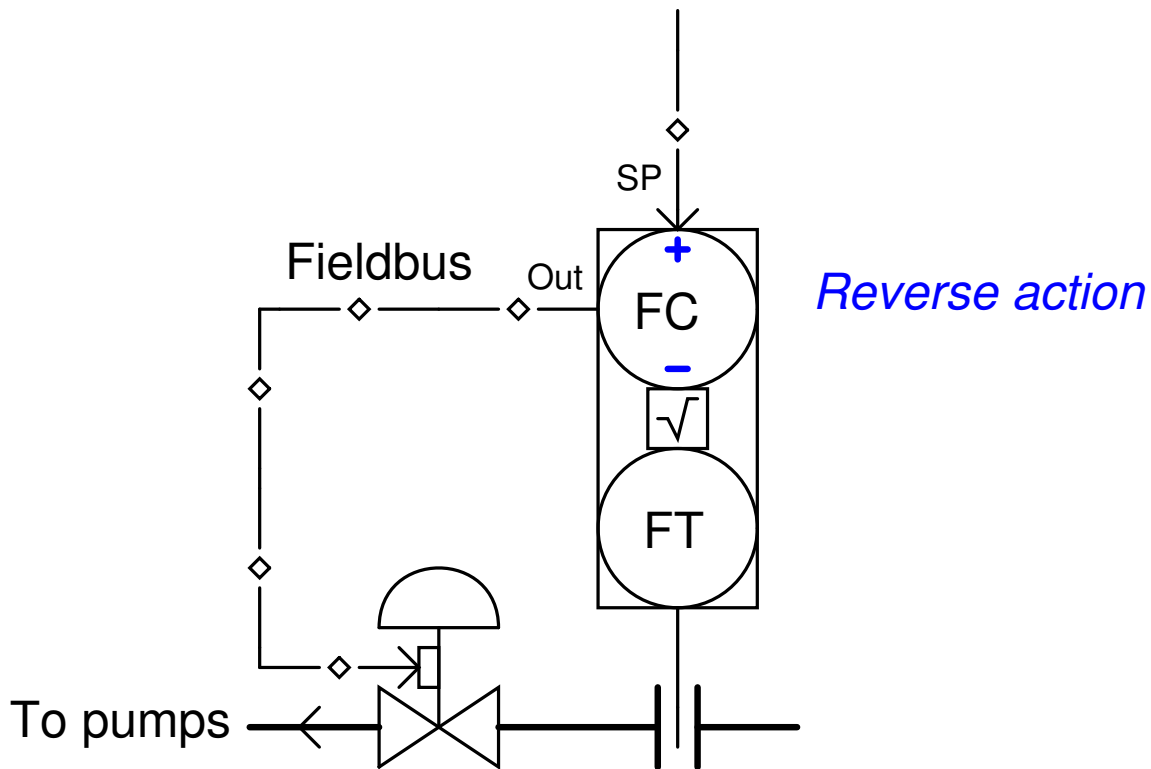 SP
Fieldbus
Out
+
FC
Reverse action
−
√
FT
To pumps